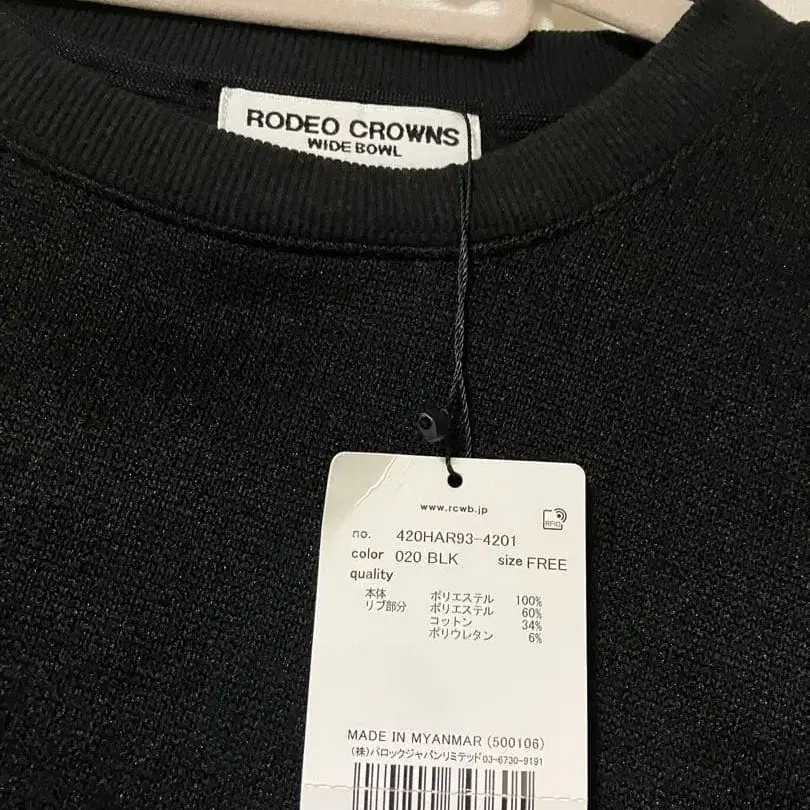 RODEO CROWNS
WIDE BOWL
www.rcwb.jp
RFID
no. 420HAR93-4201
color 020 BLK size FREE
quality
本体 ポリエステル 100%
リブ部分 ポリエステル 60%
コットン 34%
ポリウレタン 6%
MADE IN MYANMAR (500106)
(株)バロックジャパンリミテッド03-6730-9191